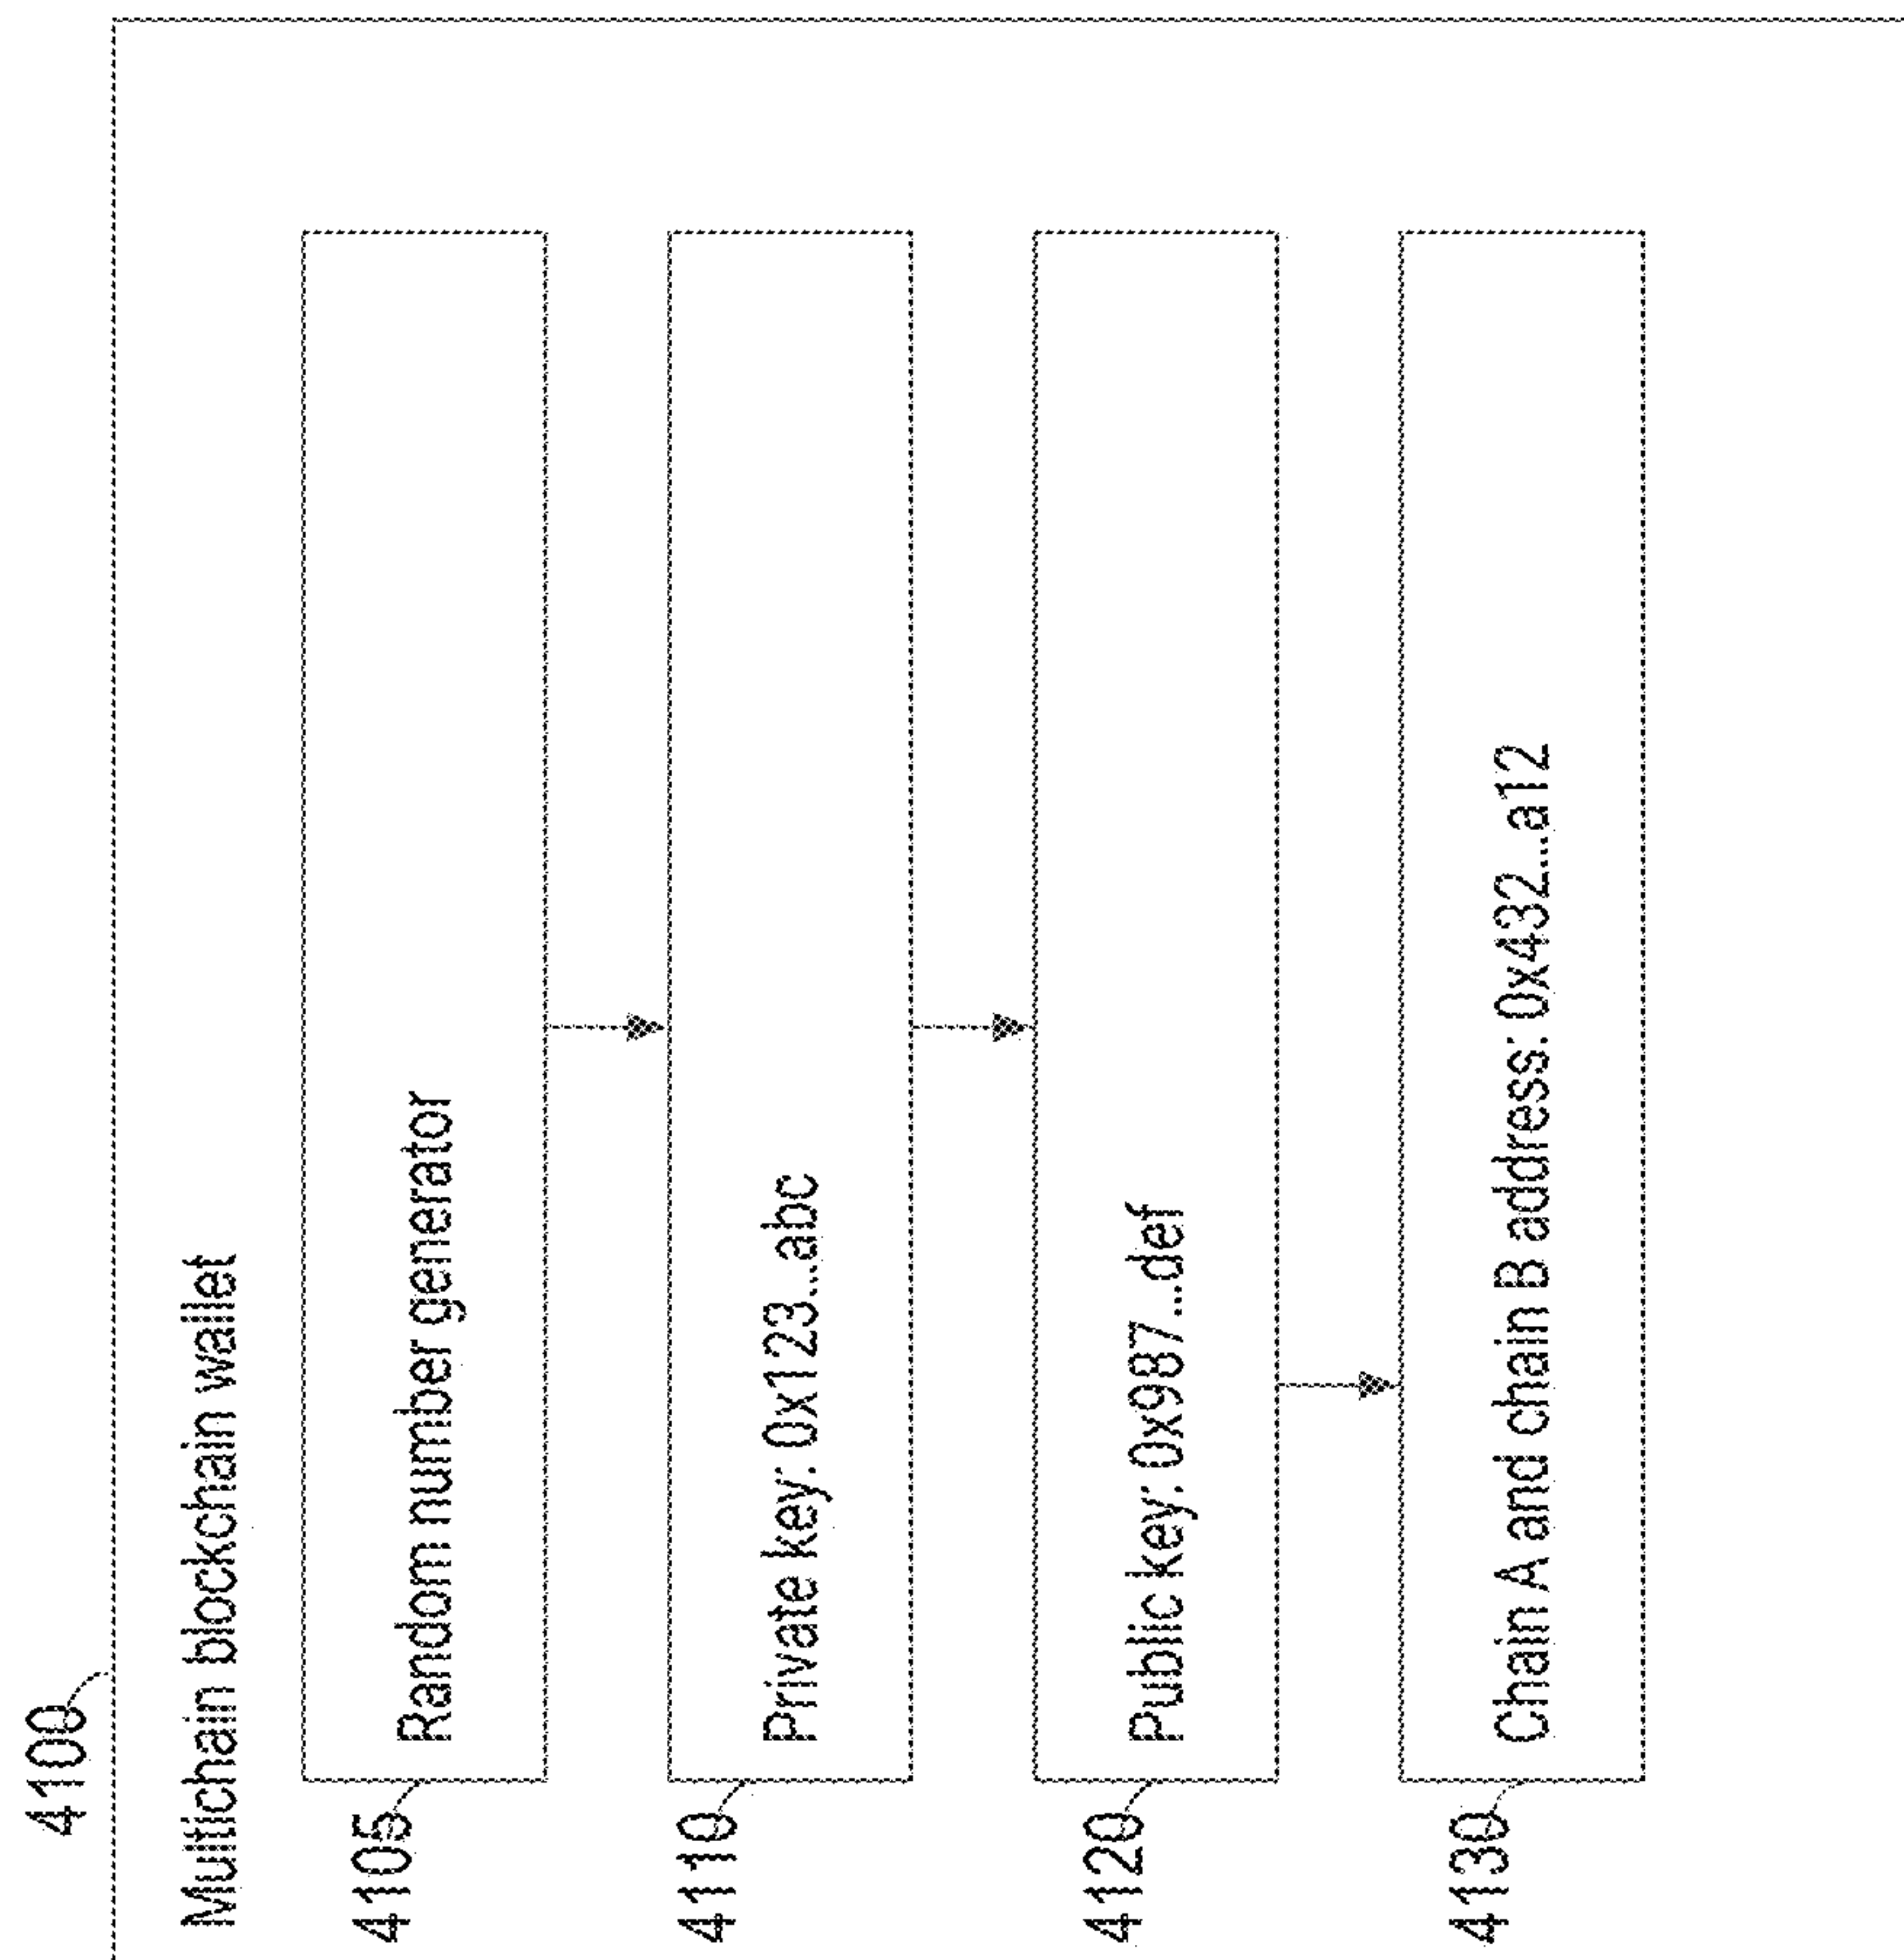 4100
Multichain blockchain wallet
4105
Random number generator
4110
Private key: 0x123...abc
4120
Public key: 0x987...def
4130
Chain A and chain B address: 0x432...a12